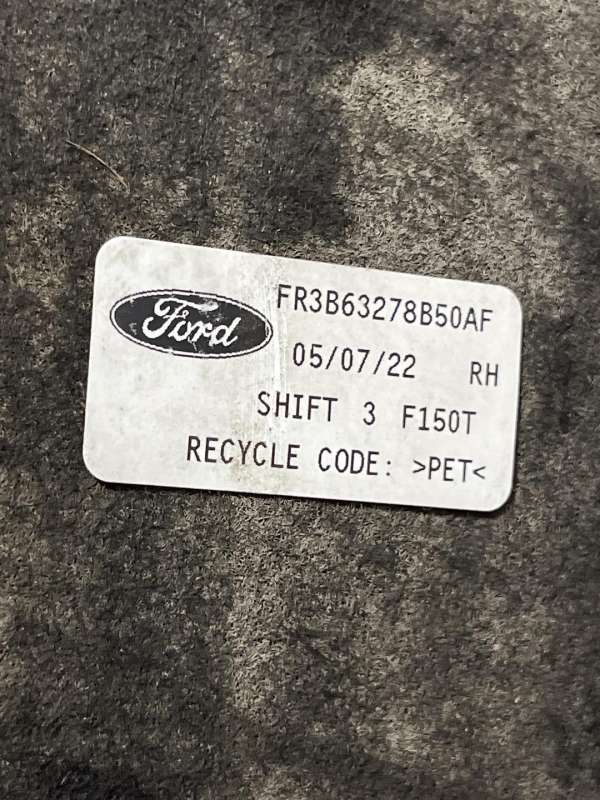 Ford
FR3B63278B50AF
05/07/22 RH
SHIFT 3 F150T
RECYCLE CODE: >PET<